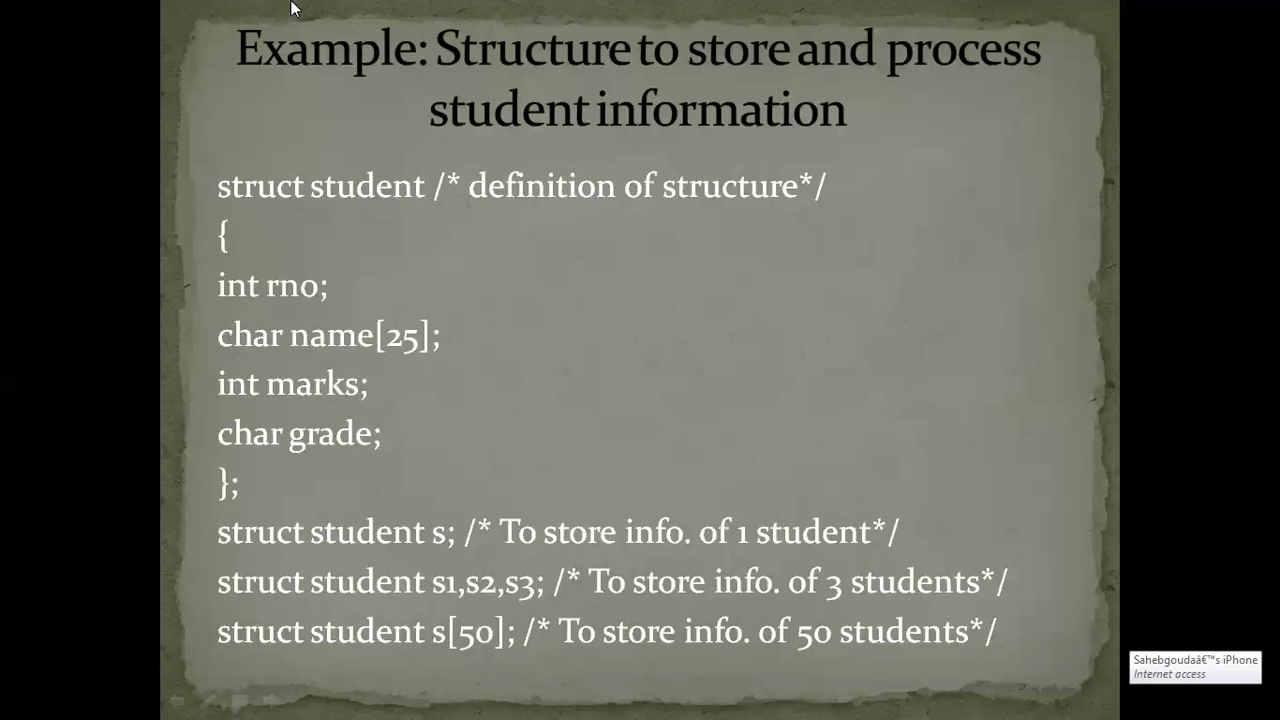 Example: Structure to store and process
student information
struct student /* definition of structure*/
{
int rno;
char name[25];
int marks;
char grade;
};
struct student s; /* To store info. of 1 student*/
struct student s1,s2,s3; /* To store info. of 3 students*/
struct student s[50]; /* To store info. of 50 students*/
Sahebgoudaâ€™s iPhone
Internet access